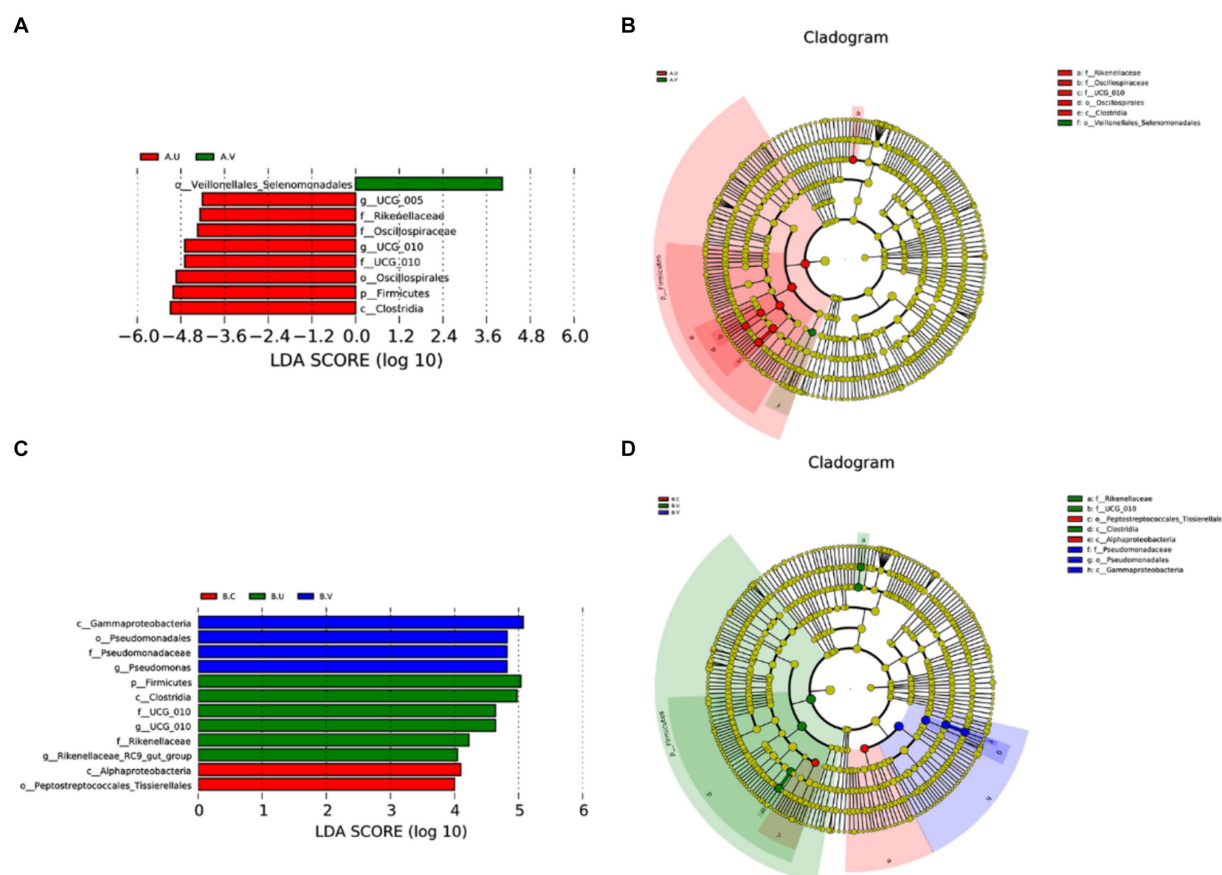 A
A.U
A.V
o__Veillonellales_Selenomonadales
g__UCG_005
f__Rikenellaceae
f__Oscillospiraceae
g__UCG_010
f__UCG_010
o__Oscillospirales
p__Firmicutes
c__Clostridia
−6.0 −4.8 −3.6 −2.4 −1.2 0.0 1.2 2.4 3.6 4.8 6.0
LDA SCORE (log 10)
B
Cladogram
A.U
A.V
a: f__Rikenellaceae
b: f__Oscillospiraceae
c: f__UCG_010
d: o__Oscillospirales
e: c__Clostridia
f: o__Veillonellales_Selenomonadales
a
p__Firmicutes
e
d
b
f
C
B.C
B.U
B.V
c__Gammaproteobacteria
o__Pseudomonadales
f__Pseudomonadaceae
g__Pseudomonas
p__Firmicutes
c__Clostridia
f__UCG_010
g__UCG_010
f__Rikenellaceae
g__Rikenellaceae_RC9_gut_group
c__Alphaproteobacteria
o__Peptostreptococcales_Tissierellales
0 1 2 3 4 5 6
LDA SCORE (log 10)
D
Cladogram
B.C
B.U
B.V
a: f__Rikenellaceae
b: f__UCG_010
c: o__Peptostreptococcales_Tissierellales
d: c__Clostridia
e: c__Alphaproteobacteria
f: f__Pseudomonadaceae
g: o__Pseudomonadales
h: c__Gammaproteobacteria
a
p__Firmicutes
d
b
c
e
h
g